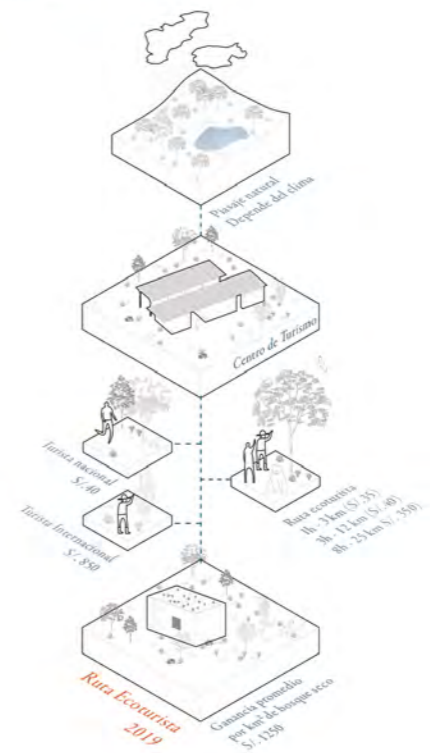 Paisaje natural
Depende del clima
Centro de Turismo
Turista nacional
S/.40
Turista Internacional
S/. 850
Ruta ecoturista
1h - 3 km (S/. 35)
3h - 12 km (S/. 40)
8h - 25 km (S/. 350)
Ruta Ecoturista
2019
Ganancia promedio
por km² de bosque seco
S/. 1250